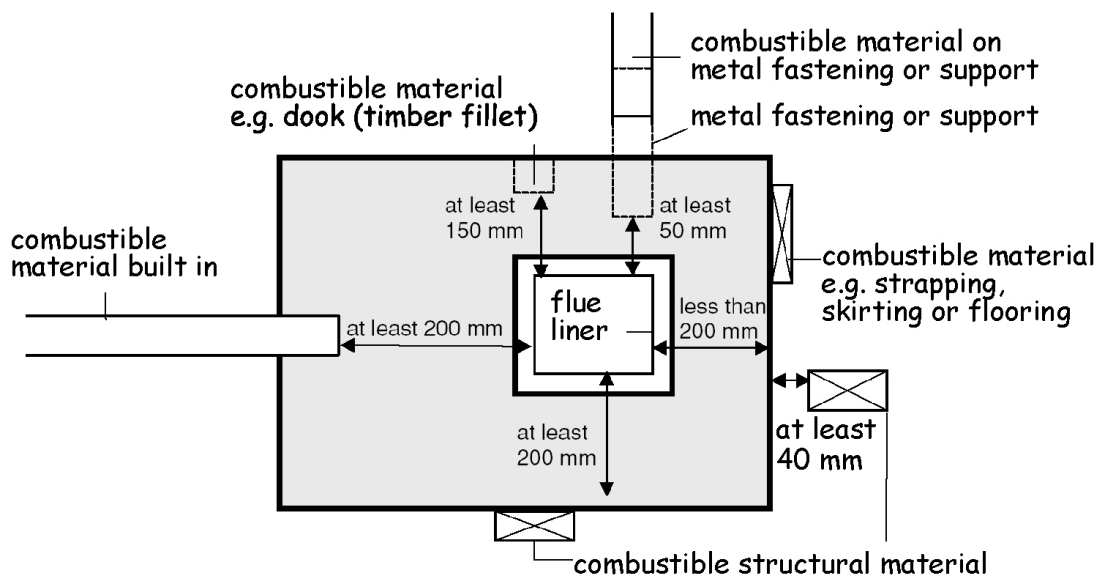 combustible material on
metal fastening or support
combustible material
e.g. dook (timber fillet)
metal fastening or support
at least
150 mm
at least
50 mm
combustible
material built in
combustible material
e.g. strapping,
skirting or flooring
flue
liner
less than
200 mm
at least 200 mm
at least
200 mm
at least
40 mm
combustible structural material